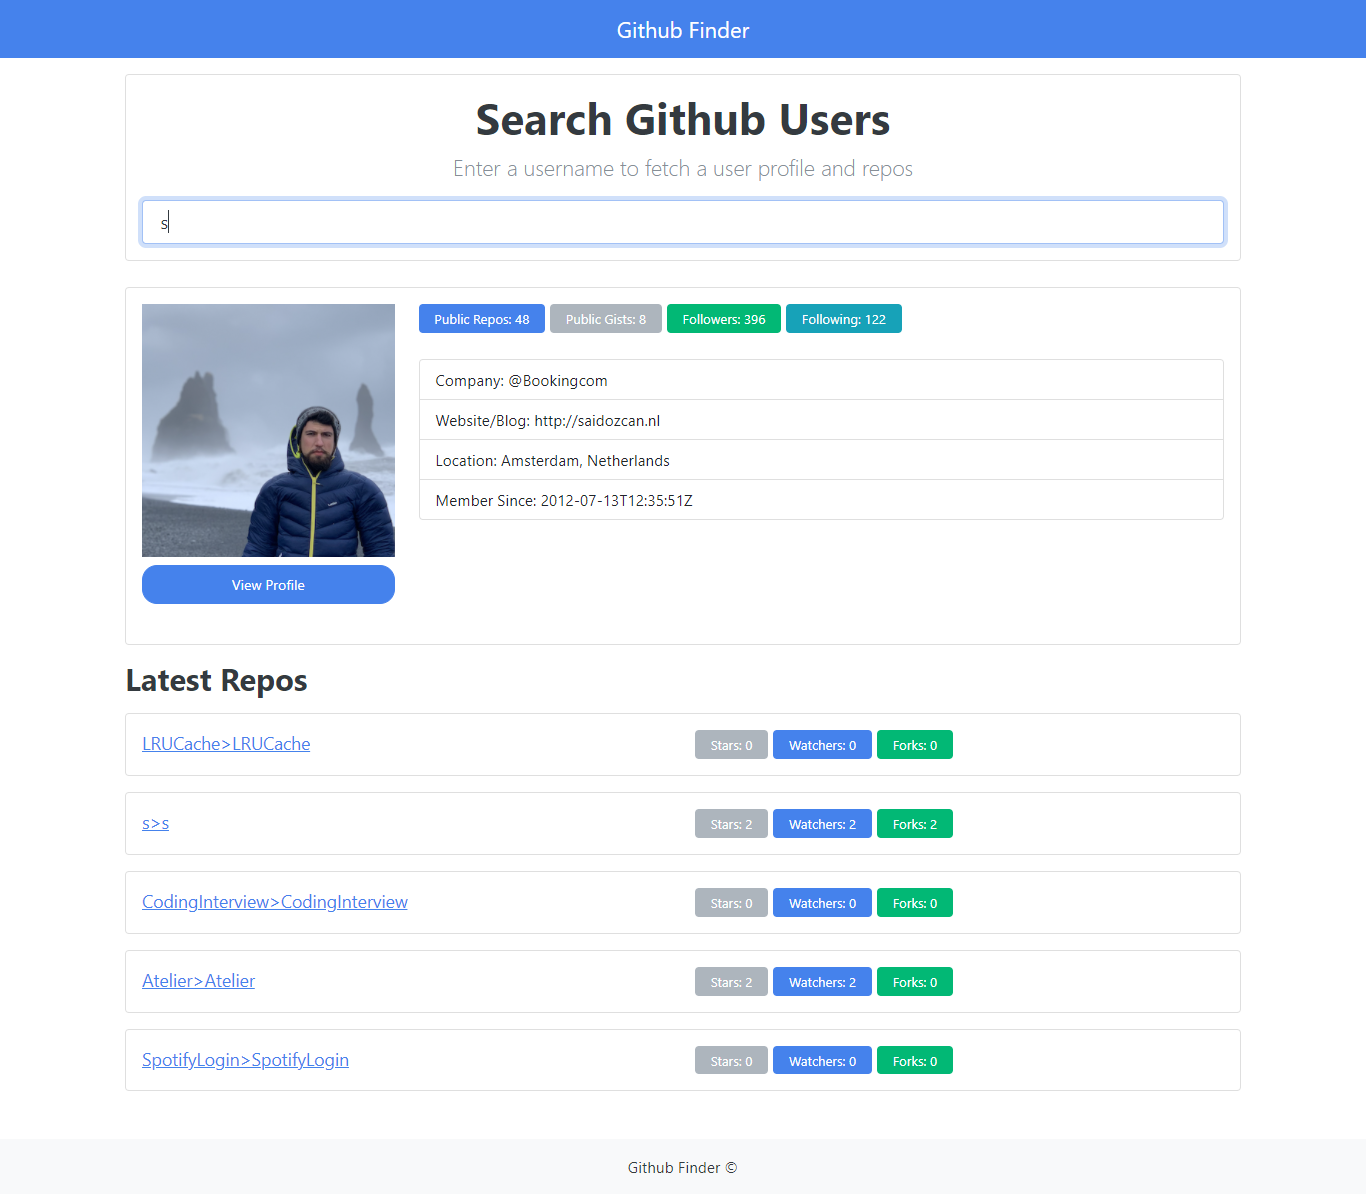 Github Finder
Search Github Users
Enter a username to fetch a user profile and repos
s
Public Repos: 48 Public Gists: 8 Followers: 396 Following: 122
Company: @Bookingcom
Website/Blog: http://saidozcan.nl
Location: Amsterdam, Netherlands
Member Since: 2012-07-13T12:35:51Z
View Profile
Latest Repos
LRUCache>LRUCache Stars: 0 Watchers: 0 Forks: 0
s>s Stars: 2 Watchers: 2 Forks: 2
CodingInterview>CodingInterview Stars: 0 Watchers: 0 Forks: 0
Atelier>Atelier Stars: 2 Watchers: 2 Forks: 0
SpotifyLogin>SpotifyLogin Stars: 0 Watchers: 0 Forks: 0
Github Finder ©